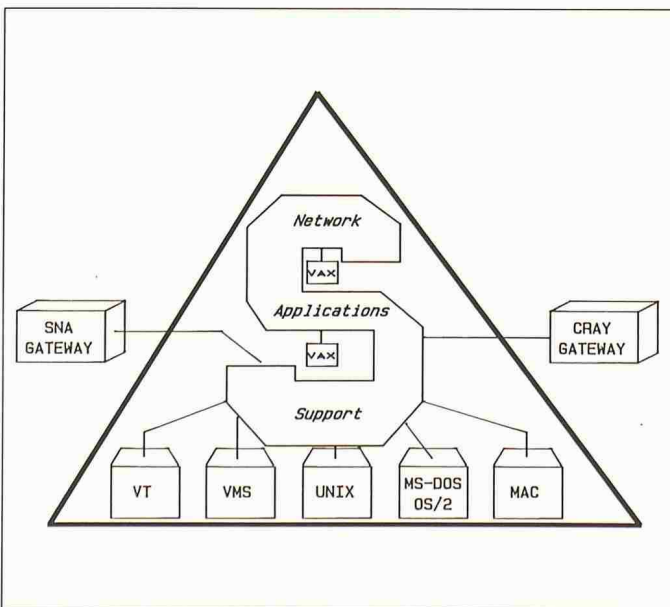 Network
VAX
Applications
SNA
GATEWAY
CRAY
GATEWAY
VAX
Support
VT
VMS
UNIX
MS-DOS
OS/2
MAC